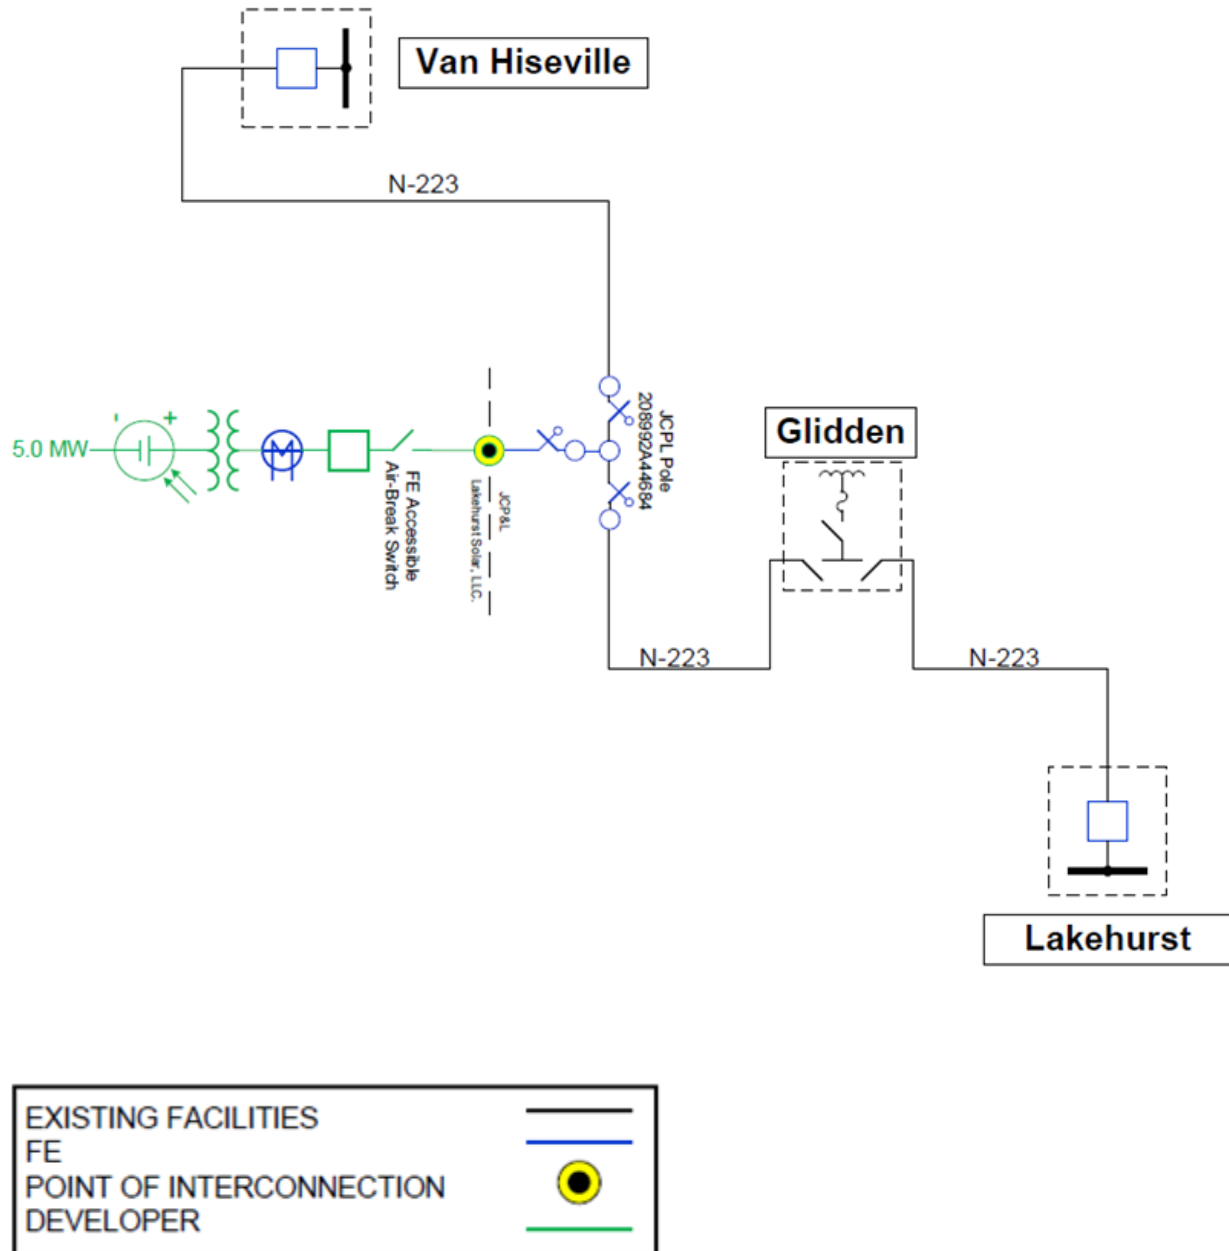 Van Hiseville
N-223
JCPL Pole
208992A44684
Glidden
- +
5.0 MW
M
FE Accessible
Air-Break Switch
JCP&L
Lakehurst Solar, LLC.
N-223
N-223
Lakehurst
EXISTING FACILITIES
FE
POINT OF INTERCONNECTION
DEVELOPER